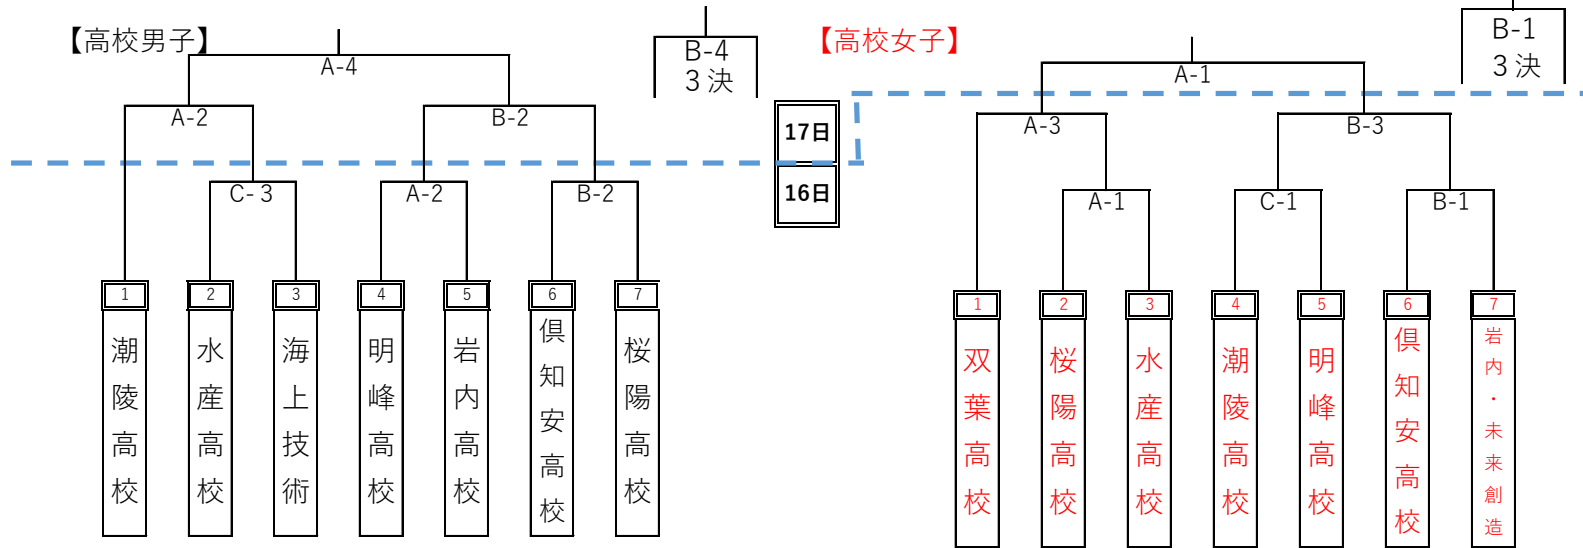 【高校男子】
A-4
B-4
3決
A-2
B-2
C-3
A-2
B-2
1
2
3
4
5
6
7
潮陵高校
水産高校
海上技術
明峰高校
岩内高校
倶知安高校
桜陽高校
17日
16日
【高校女子】
A-1
B-1
3決
A-3
B-3
A-1
C-1
B-1
1
2
3
4
5
6
7
双葉高校
桜陽高校
水産高校
潮陵高校
明峰高校
倶知安高校
岩内・未来創造